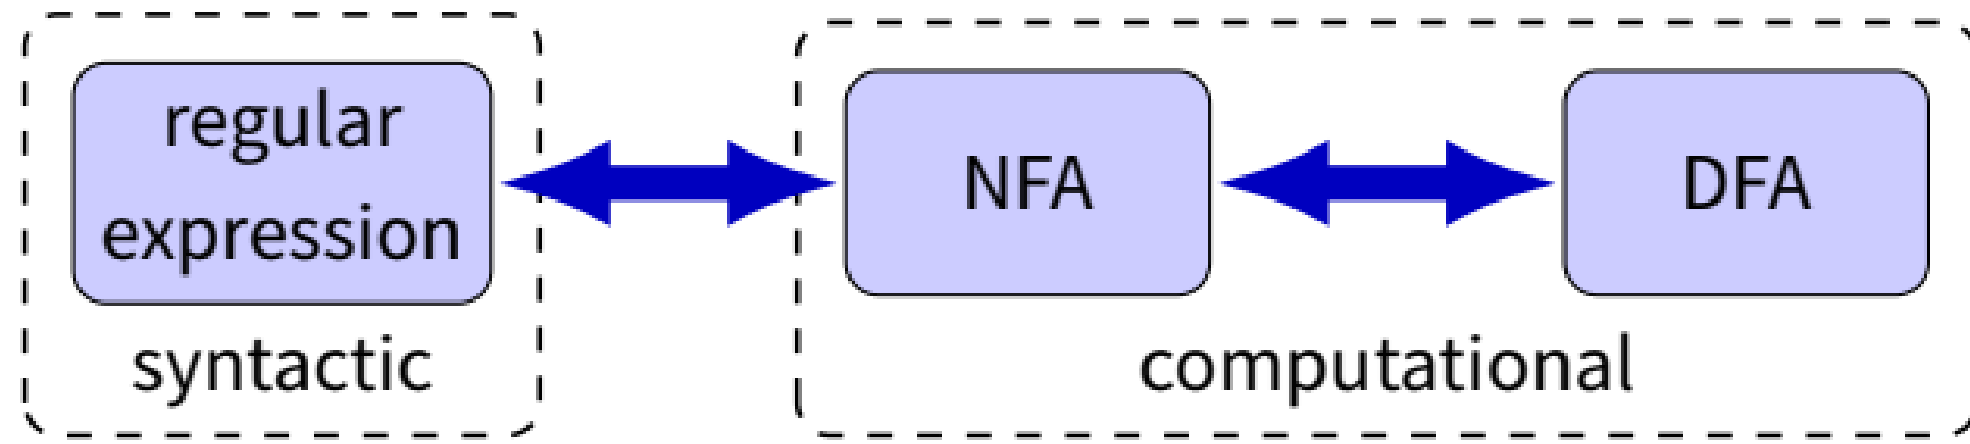 regular
expression
syntactic
NFA
DFA
computational